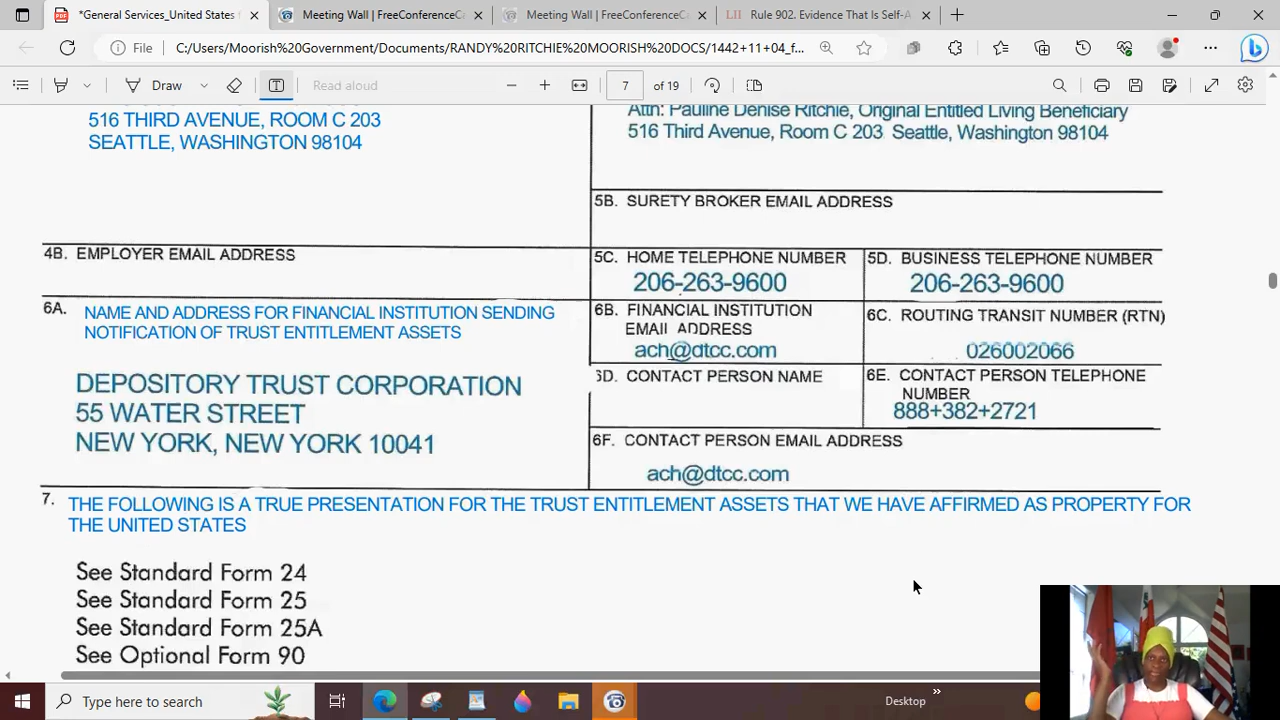 *General Services_United States
Meeting Wall | FreeConferenceCa
Meeting Wall | FreeConferenceCa
LII
Rule 902. Evidence That Is Self-A
File
C:/Users/Moorish%20Government/Documents/RANDY%20RITCHIE%20MOORISH%20DOCS/1442+11+04_f...
Draw
Read aloud
7
of 19
516 THIRD AVENUE, ROOM C 203
SEATTLE, WASHINGTON 98104
Attn: Pauline Denise Ritchie, Original Entitled Living Beneficiary
516 Third Avenue, Room C 203 Seattle, Washington 98104
5B. SURETY BROKER EMAIL ADDRESS
4B. EMPLOYER EMAIL ADDRESS
5C. HOME TELEPHONE NUMBER
206-263-9600
5D. BUSINESS TELEPHONE NUMBER
206-263-9600
6A. NAME AND ADDRESS FOR FINANCIAL INSTITUTION SENDING
NOTIFICATION OF TRUST ENTITLEMENT ASSETS
DEPOSITORY TRUST CORPORATION
55 WATER STREET
NEW YORK, NEW YORK 10041
6B. FINANCIAL INSTITUTION
EMAIL ADDRESS
ach@dtcc.com
6C. ROUTING TRANSIT NUMBER (RTN)
026002066
6D. CONTACT PERSON NAME
6E. CONTACT PERSON TELEPHONE
NUMBER
888+382+2721
6F. CONTACT PERSON EMAIL ADDRESS
ach@dtcc.com
7. THE FOLLOWING IS A TRUE PRESENTATION FOR THE TRUST ENTITLEMENT ASSETS THAT WE HAVE AFFIRMED AS PROPERTY FOR
THE UNITED STATES
See Standard Form 24
See Standard Form 25
See Standard Form 25A
See Optional Form 90
Type here to search
Desktop